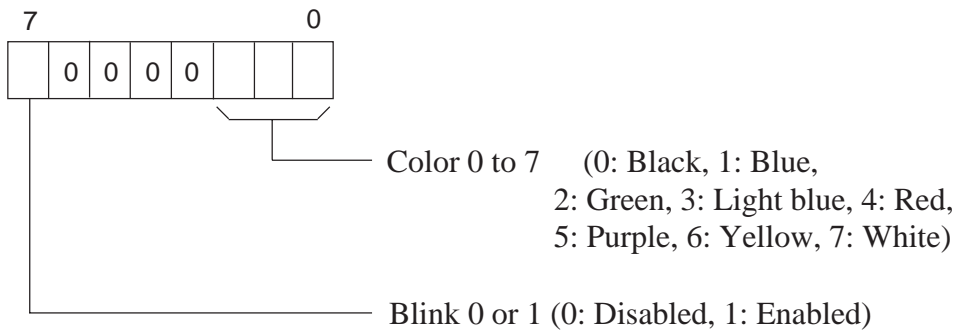 7 0
0 0 0 0
Color 0 to 7 (0: Black, 1: Blue,
2: Green, 3: Light blue, 4: Red,
5: Purple, 6: Yellow, 7: White)
Blink 0 or 1 (0: Disabled, 1: Enabled)